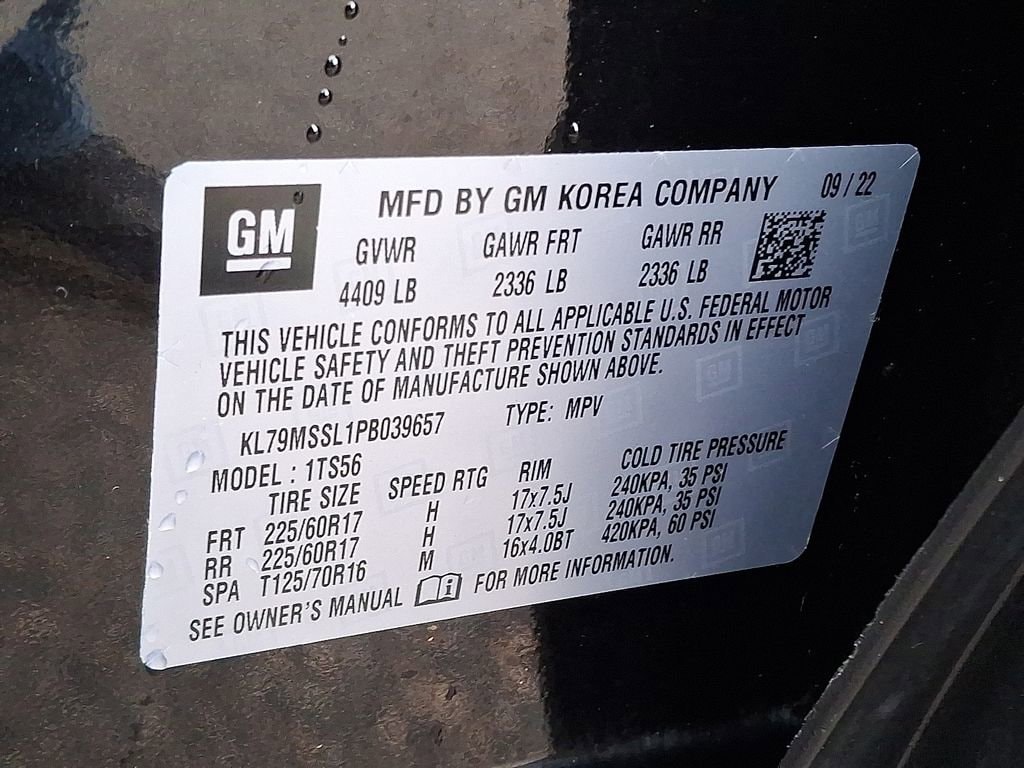 GM
MFD BY GM KOREA COMPANY 09/22
GVWR GAWR FRT GAWR RR
4409 LB 2336 LB 2336 LB
THIS VEHICLE CONFORMS TO ALL APPLICABLE U.S. FEDERAL MOTOR
VEHICLE SAFETY AND THEFT PREVENTION STANDARDS IN EFFECT
ON THE DATE OF MANUFACTURE SHOWN ABOVE.
KL79MSSL1PB039657 TYPE: MPV
MODEL : 1TS56
TIRE SIZE SPEED RTG RIM COLD TIRE PRESSURE
FRT 225/60R17 H 17x7.5J 240KPA, 35 PSI
RR 225/60R17 H 17x7.5J 240KPA, 35 PSI
SPA T125/70R16 M 16x4.0BT 420KPA, 60 PSI
SEE OWNER'S MANUAL FOR MORE INFORMATION.